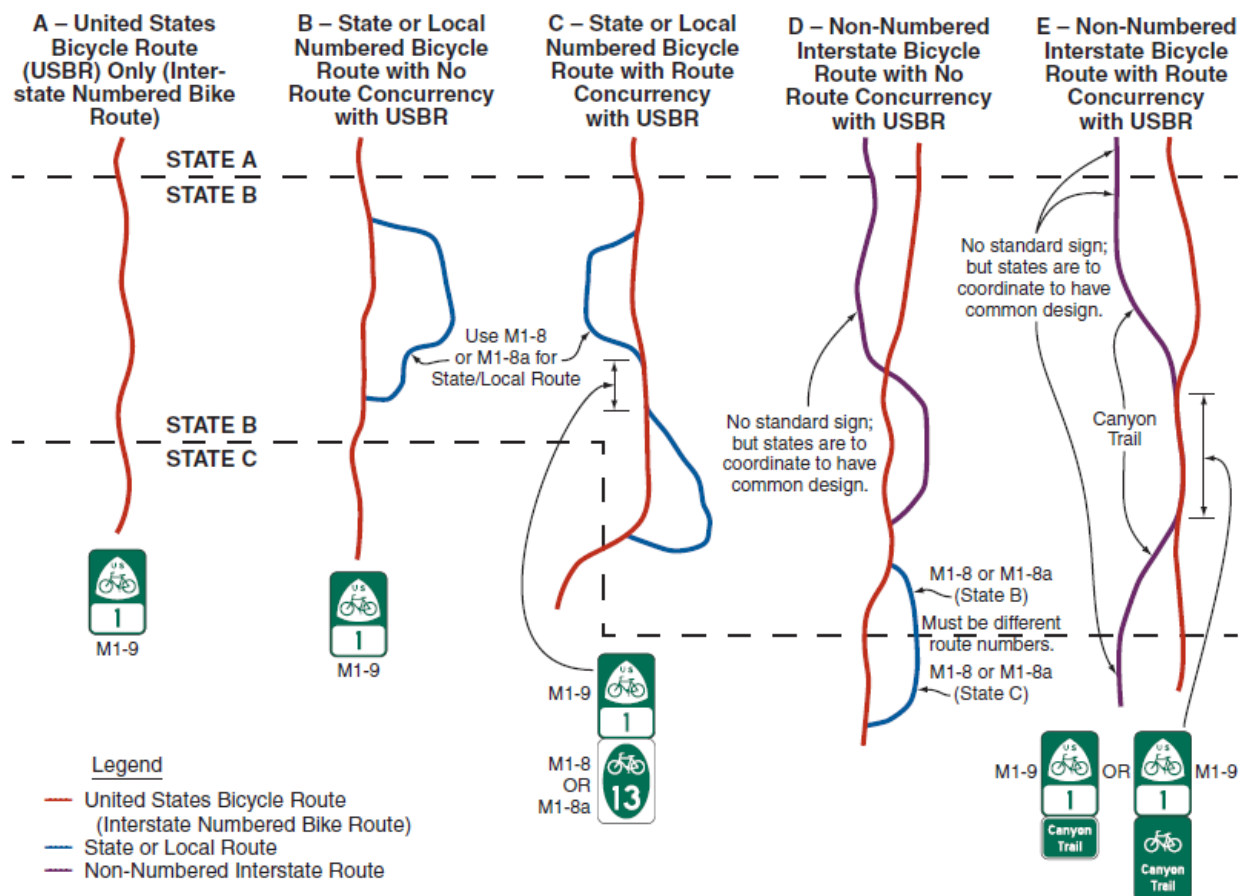 A – United States
Bicycle Route
(USBR) Only (Inter-
state Numbered Bike
Route)
B – State or Local
Numbered Bicycle
Route with No
Route Concurrency
with USBR
C – State or Local
Numbered Bicycle
Route with Route
Concurrency
with USBR
D – Non-Numbered
Interstate Bicycle
Route with No
Route Concurrency
with USBR
E – Non-Numbered
Interstate Bicycle
Route with Route
Concurrency
with USBR
STATE A
STATE B
Use M1-8
or M1-8a for
State/Local Route
No standard sign;
but states are to
coordinate to have
common design.
No standard sign;
but states are to
coordinate to have
common design.
Canyon
Trail
STATE B
STATE C
M1-8 or M1-8a
(State B)
Must be different
route numbers.
M1-8 or M1-8a
(State C)
US
1
M1-9
US
1
M1-9
M1-9
US
1
M1-8
OR
M1-8a
13
M1-9
US
1
Canyon
Trail
OR
US
1
Canyon
Trail
M1-9
Legend
United States Bicycle Route
(Interstate Numbered Bike Route)
State or Local Route
Non-Numbered Interstate Route